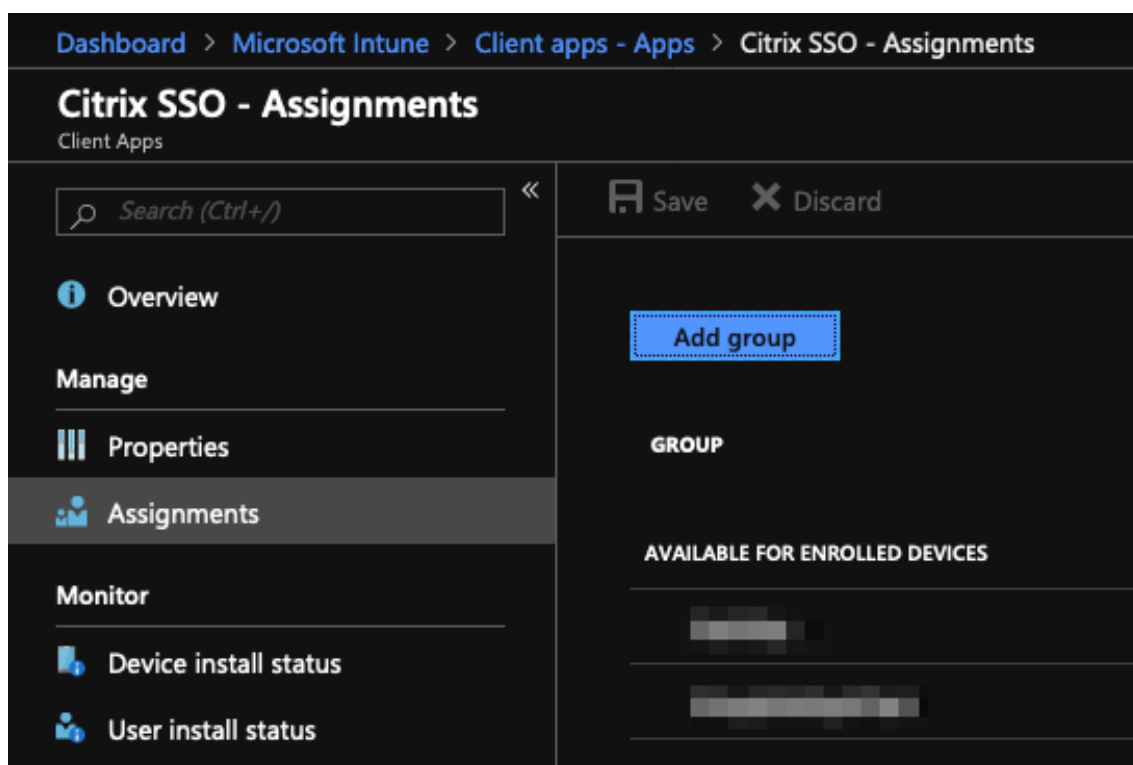 Dashboard > Microsoft Intune > Client apps - Apps > Citrix SSO - Assignments
Citrix SSO - Assignments
Client Apps
Search (Ctrl+/)
«
Save
Discard
Overview
Add group
Manage
Properties
GROUP
Assignments
AVAILABLE FOR ENROLLED DEVICES
Monitor
Device install status
User install status